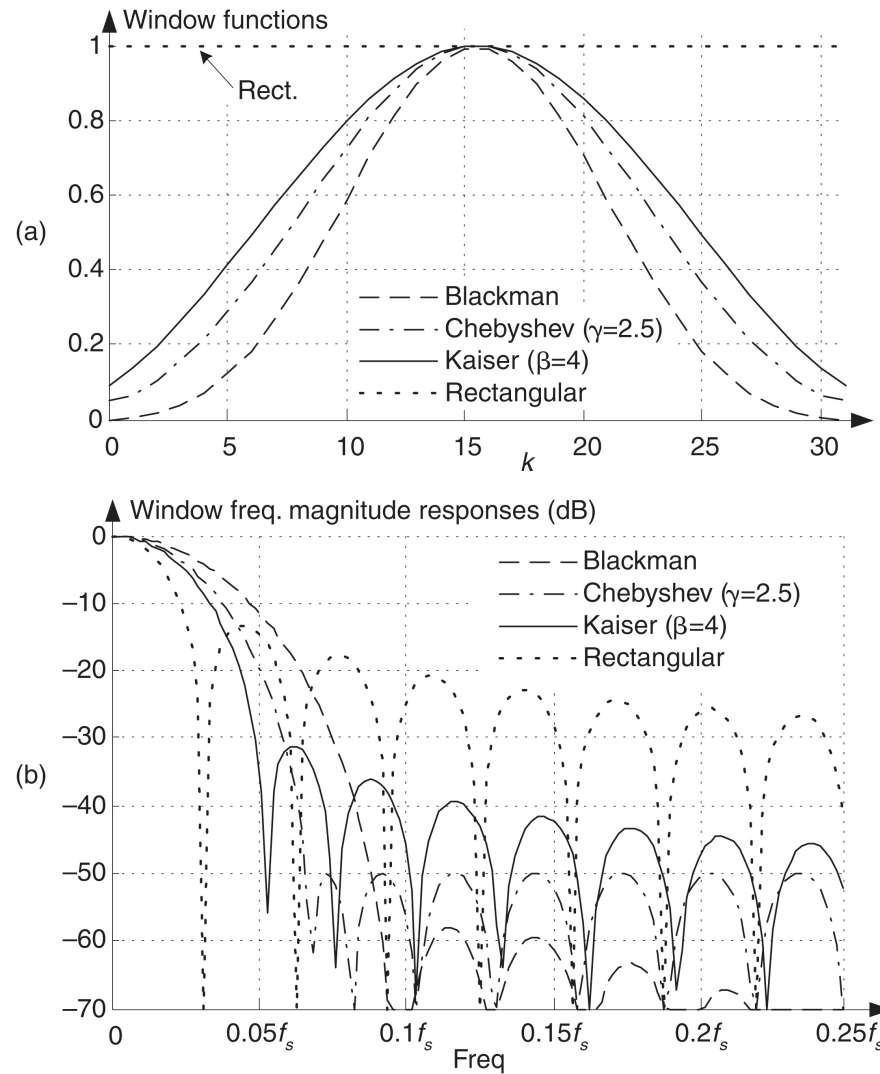 Window functions
1
Rect.
0.8
0.6
(a)
0.4
Blackman
Chebyshev (γ=2.5)
0.2
Kaiser (β=4)
Rectangular
0
0 5 10 15 20 25 30
k
Window freq. magnitude responses (dB)
0
Blackman
–10
Chebyshev (γ=2.5)
Kaiser (β=4)
–20
Rectangular
–30
(b)
–40
–50
–60
–70
0 0.05fs 0.1fs 0.15fs 0.2fs 0.25fs
Freq